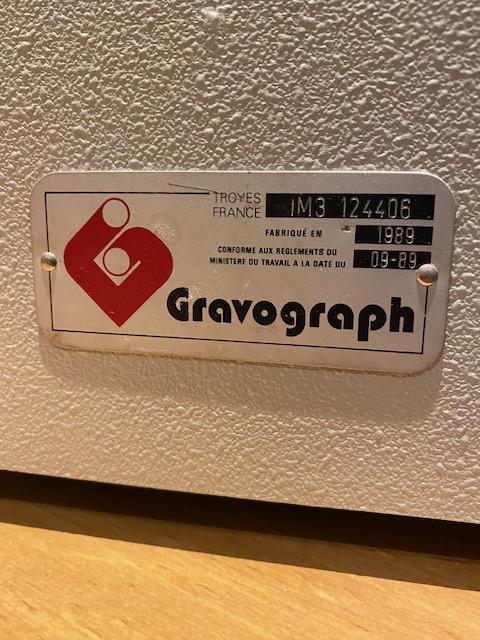 TROYES
FRANCE
IM3 124406
FABRIQUÉ EN 1989
CONFORME AUX REGLEMENTS DU
MINISTERE DU TRAVAIL A LA DATE DU 09-89
Gravograph